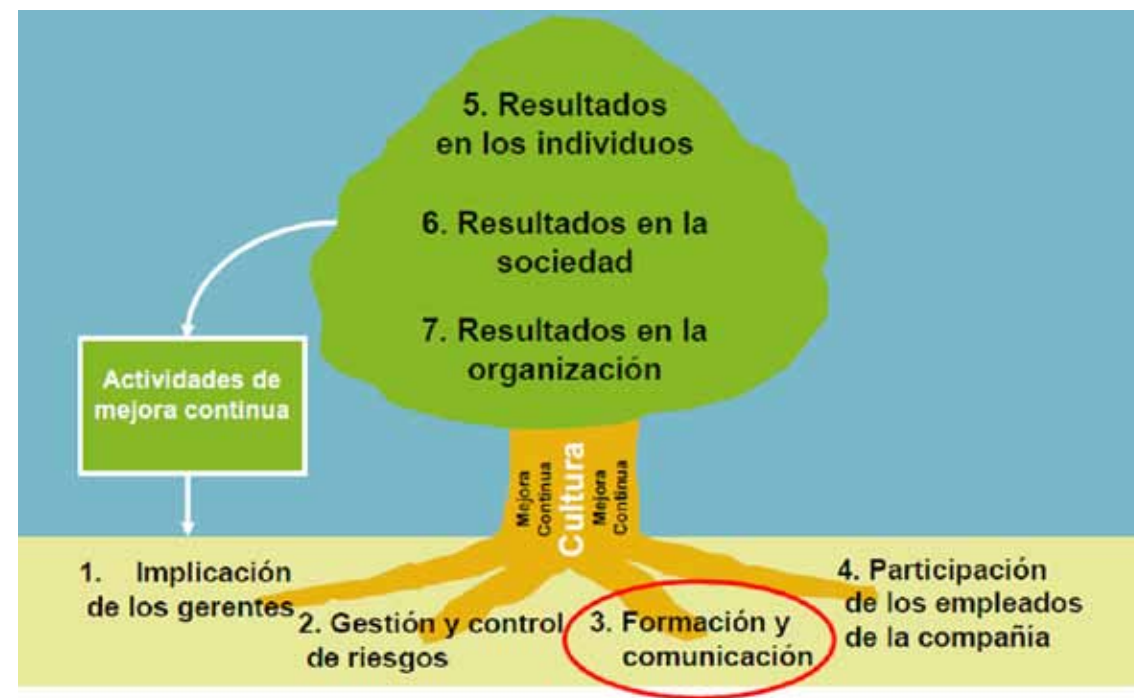 5. Resultados
en los individuos
6. Resultados en la
sociedad
7. Resultados en la
organización
Actividades de
mejora continua
Mejora
Continua
Cultura
Mejora
Continua
1. Implicación
de los gerentes
2. Gestión y control
de riesgos
3. Formación y
comunicación
4. Participación
de los empleados
de la compañia